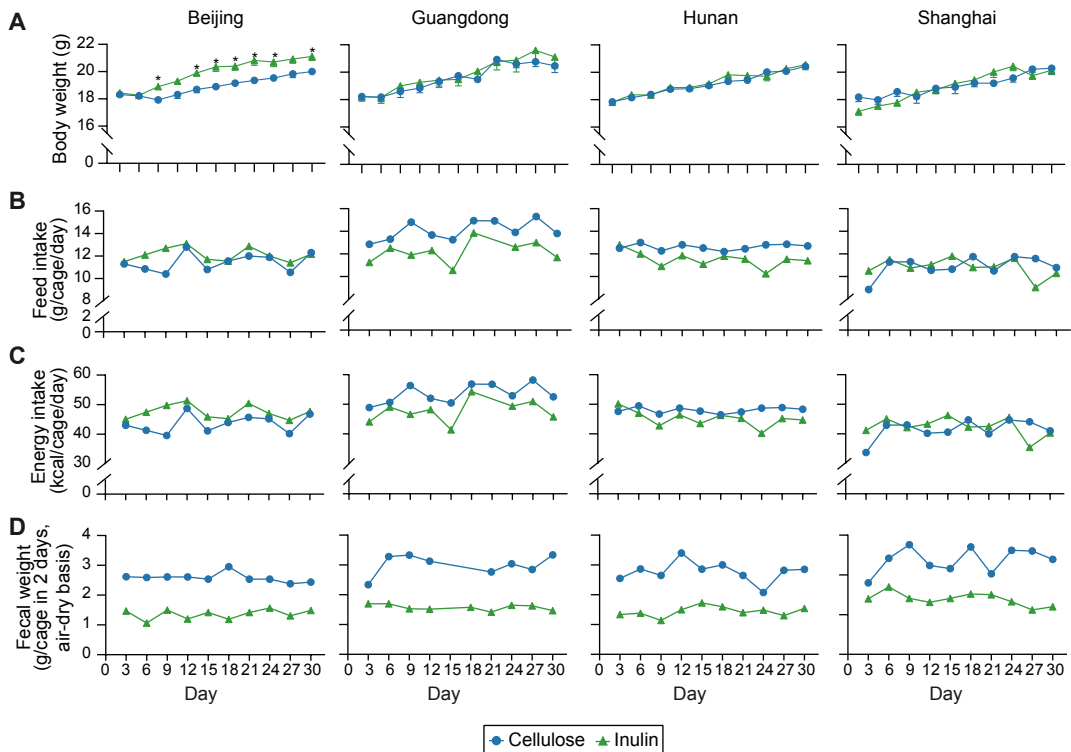 Beijing Guangdong Hunan Shanghai
A
Body weight (g)
22
20
18
16
0
* * * * * * * *
B
Feed intake
(g/cage/day)
16
14
12
10
8
2
0
C
Energy intake
(kcal/cage/day)
60
50
40
30
0
D
Fecal weight
(g/cage in 2 days,
air-dry basis)
4
3
2
1
0
3 6 9 12 15 18 21 24 27 30 3 6 9 12 15 18 21 24 27 30 3 6 9 12 15 18 21 24 27 30 3 6 9 12 15 18 21 24 27 30
Day Day Day Day
Cellulose Inulin